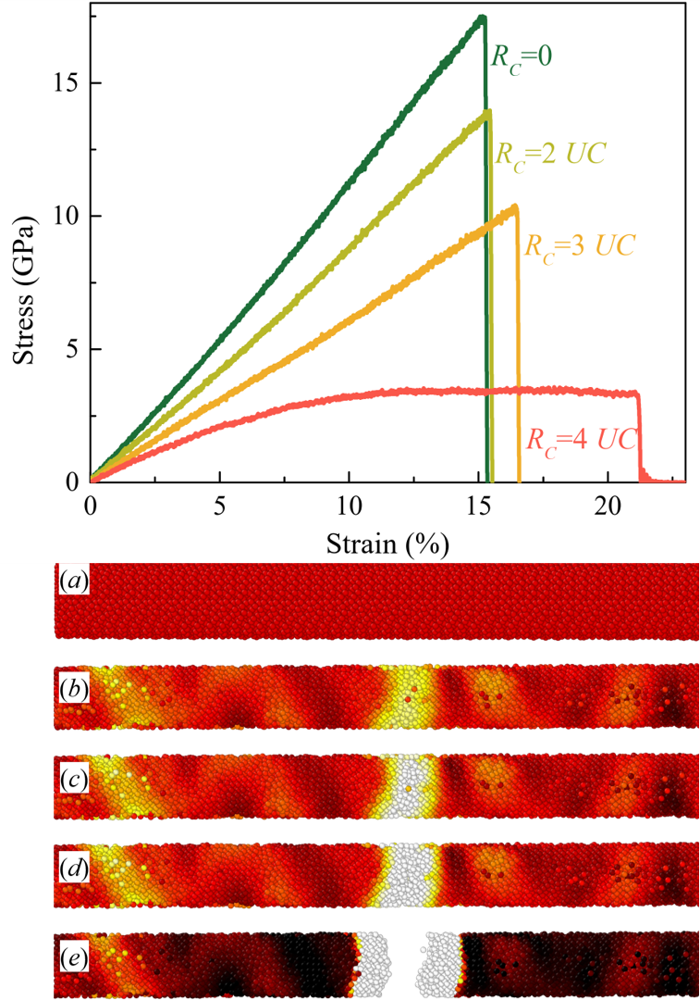 R_C=0
15
R_C=2 UC
10
R_C=3 UC
Stress (GPa)
5
R_C=4 UC
0
0 5 10 15 20
Strain (%)
(a)
(b)
(c)
(d)
(e)